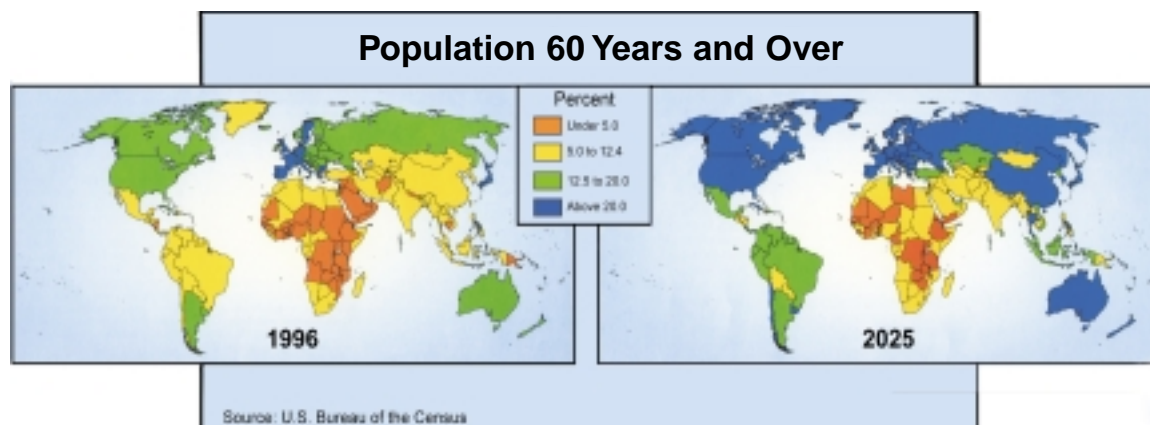 Population 60 Years and Over
Percent
Under 5.0
5.0 to 12.4
12.5 to 20.0
Above 20.0
1996
2025
Source: U.S. Bureau of the Census